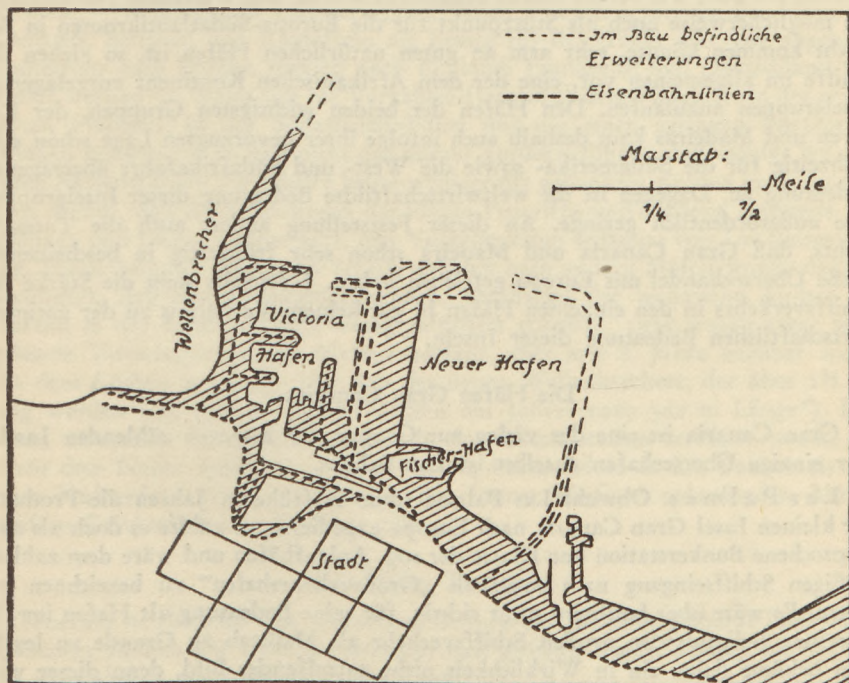 Im Bau befindliche
Erweiterungen
Eisenbahnlinien
Masstab:
Meile
1/4
1/2
Wellenbrecher
Victoria
Hafen
Neuer Hafen
Fischer-Hafen
Stadt